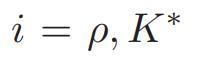 i = ρ, K*